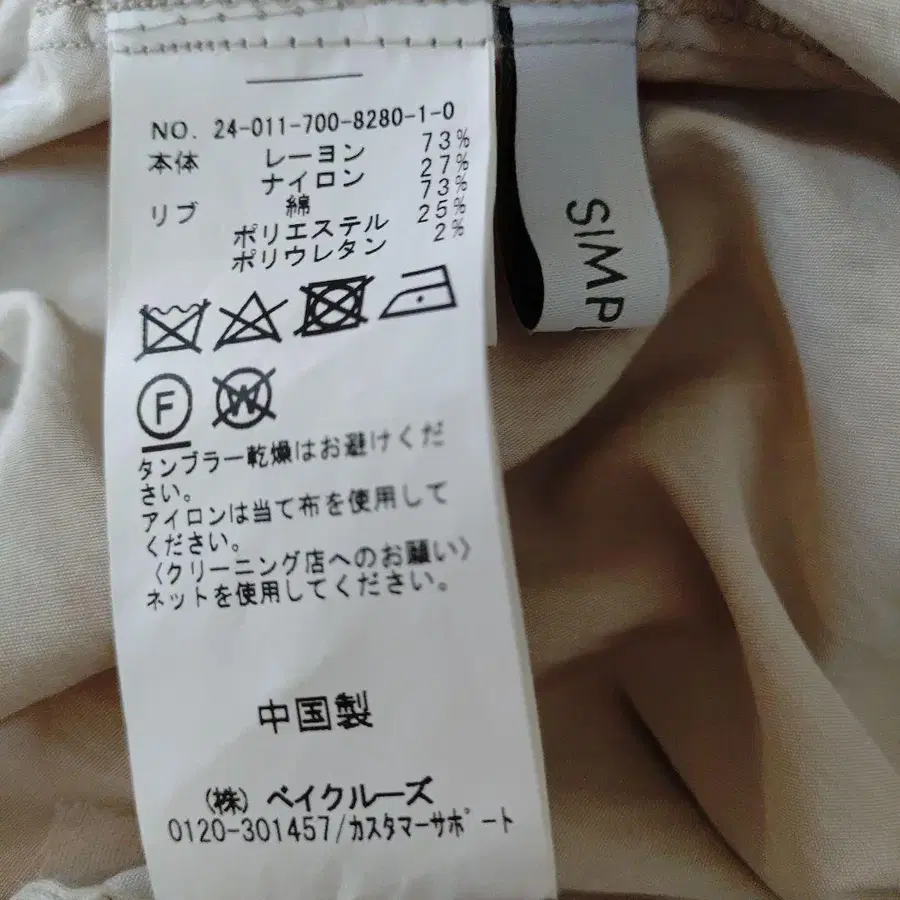 NO. 24-011-700-8280-1-0
本体 レーヨン 73%
ナイロン 27%
リブ 綿 73%
ポリエステル 25%
ポリウレタン 2%
F W
タンブラー乾燥はお避けくだ
さい。
アイロンは当て布を使用して
ください。
〈クリーニング店へのお願い〉
ネットを使用してください。
中国製
(株) ベイクルーズ
0120-301457/カスタマーサポート
SIMP